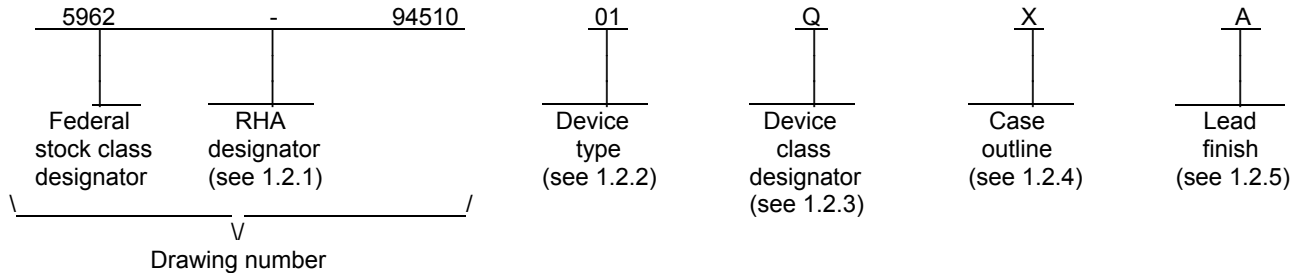 5962 - 94510 01 Q X A
Federal stock class designator
RHA designator (see 1.2.1)
Device type (see 1.2.2)
Device class designator (see 1.2.3)
Case outline (see 1.2.4)
Lead finish (see 1.2.5)
Drawing number